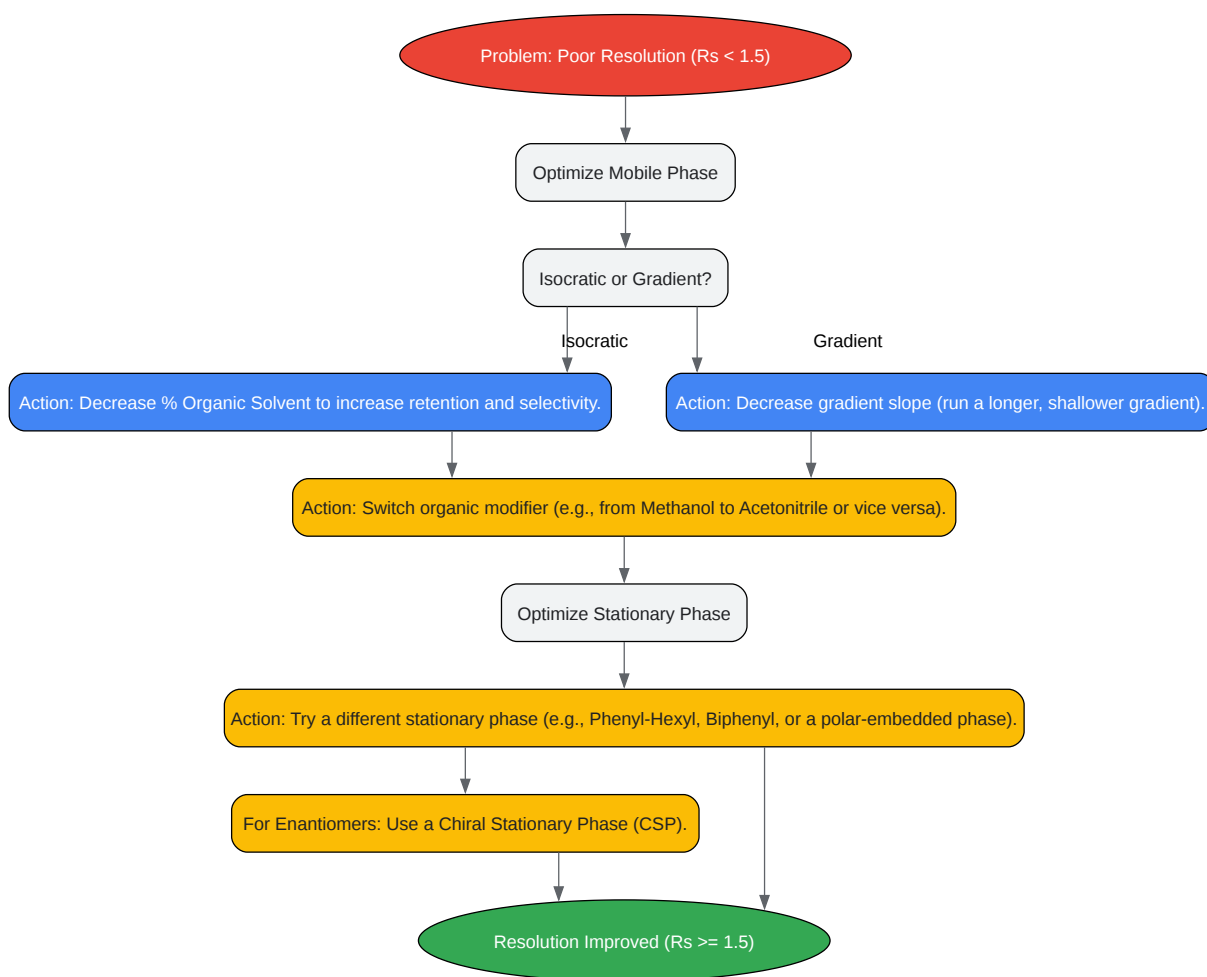 Problem: Poor Resolution (Rs < 1.5)
Optimize Mobile Phase
Isocratic or Gradient?
Isocratic
Gradient
Action: Decrease % Organic Solvent to increase retention and selectivity.
Action: Decrease gradient slope (run a longer, shallower gradient).
Action: Switch organic modifier (e.g., from Methanol to Acetonitrile or vice versa).
Optimize Stationary Phase
Action: Try a different stationary phase (e.g., Phenyl-Hexyl, Biphenyl, or a polar-embedded phase).
For Enantiomers: Use a Chiral Stationary Phase (CSP).
Resolution Improved (Rs >= 1.5)